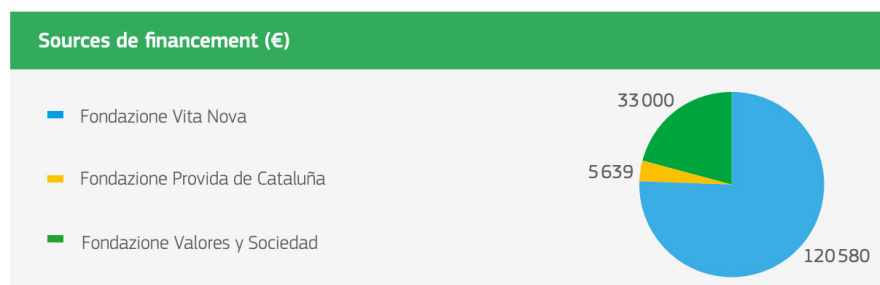 Sources de financement (€)
Fondazione Vita Nova
Fondazione Provida de Cataluña
Fondazione Valores y Sociedad
33 000
5 639
120 580